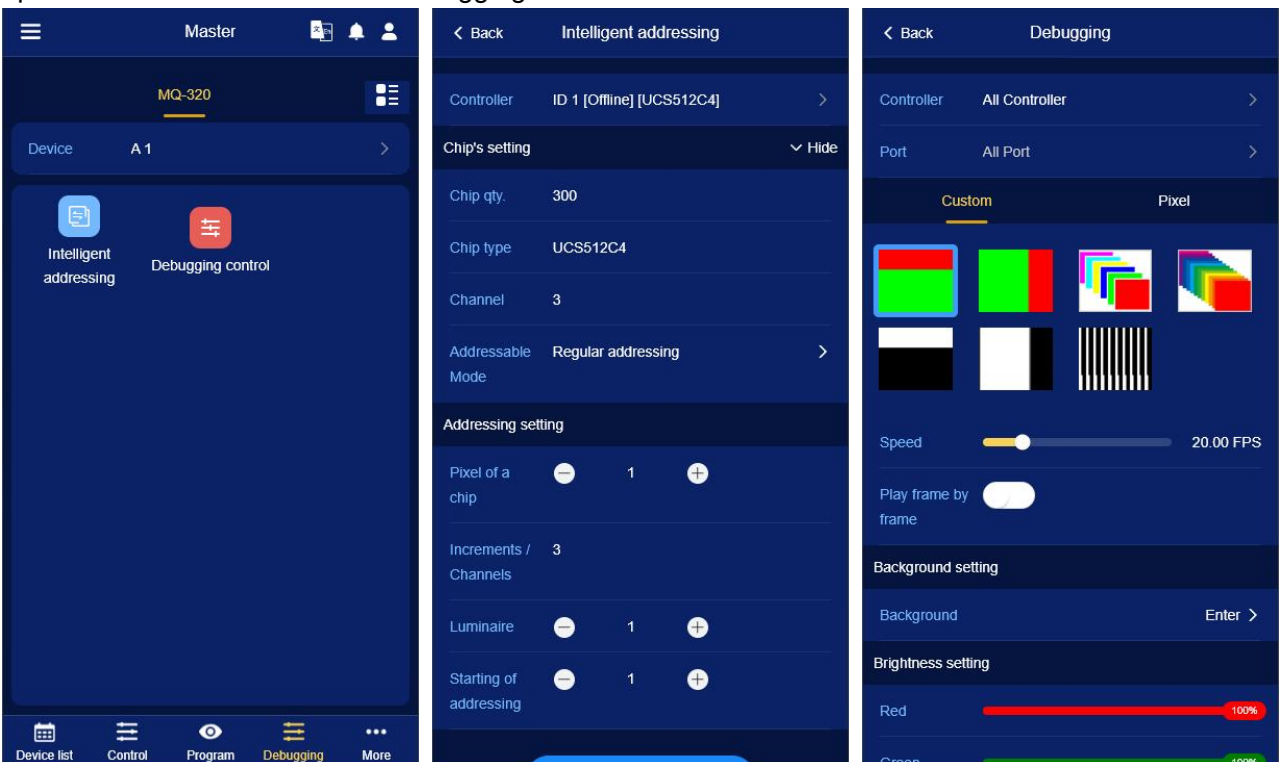 Master
MQ-320
Device A 1
Intelligent
addressing
Debugging control
Device list Control Program Debugging More
Back Intelligent addressing
Controller ID 1 [Offline] [UCS512C4]
Chip's setting Hide
Chip qty. 300
Chip type UCS512C4
Channel 3
Addressable Regular addressing
Mode
Addressing setting
Pixel of a 1
chip
Increments / 3
Channels
Luminaire 1
Starting of 1
addressing
Back Debugging
Controller All Controller
Port All Port
Custom Pixel
Speed 20.00 FPS
Play frame by
frame
Background setting
Background Enter
Brightness setting
Red 100%
Green 100%